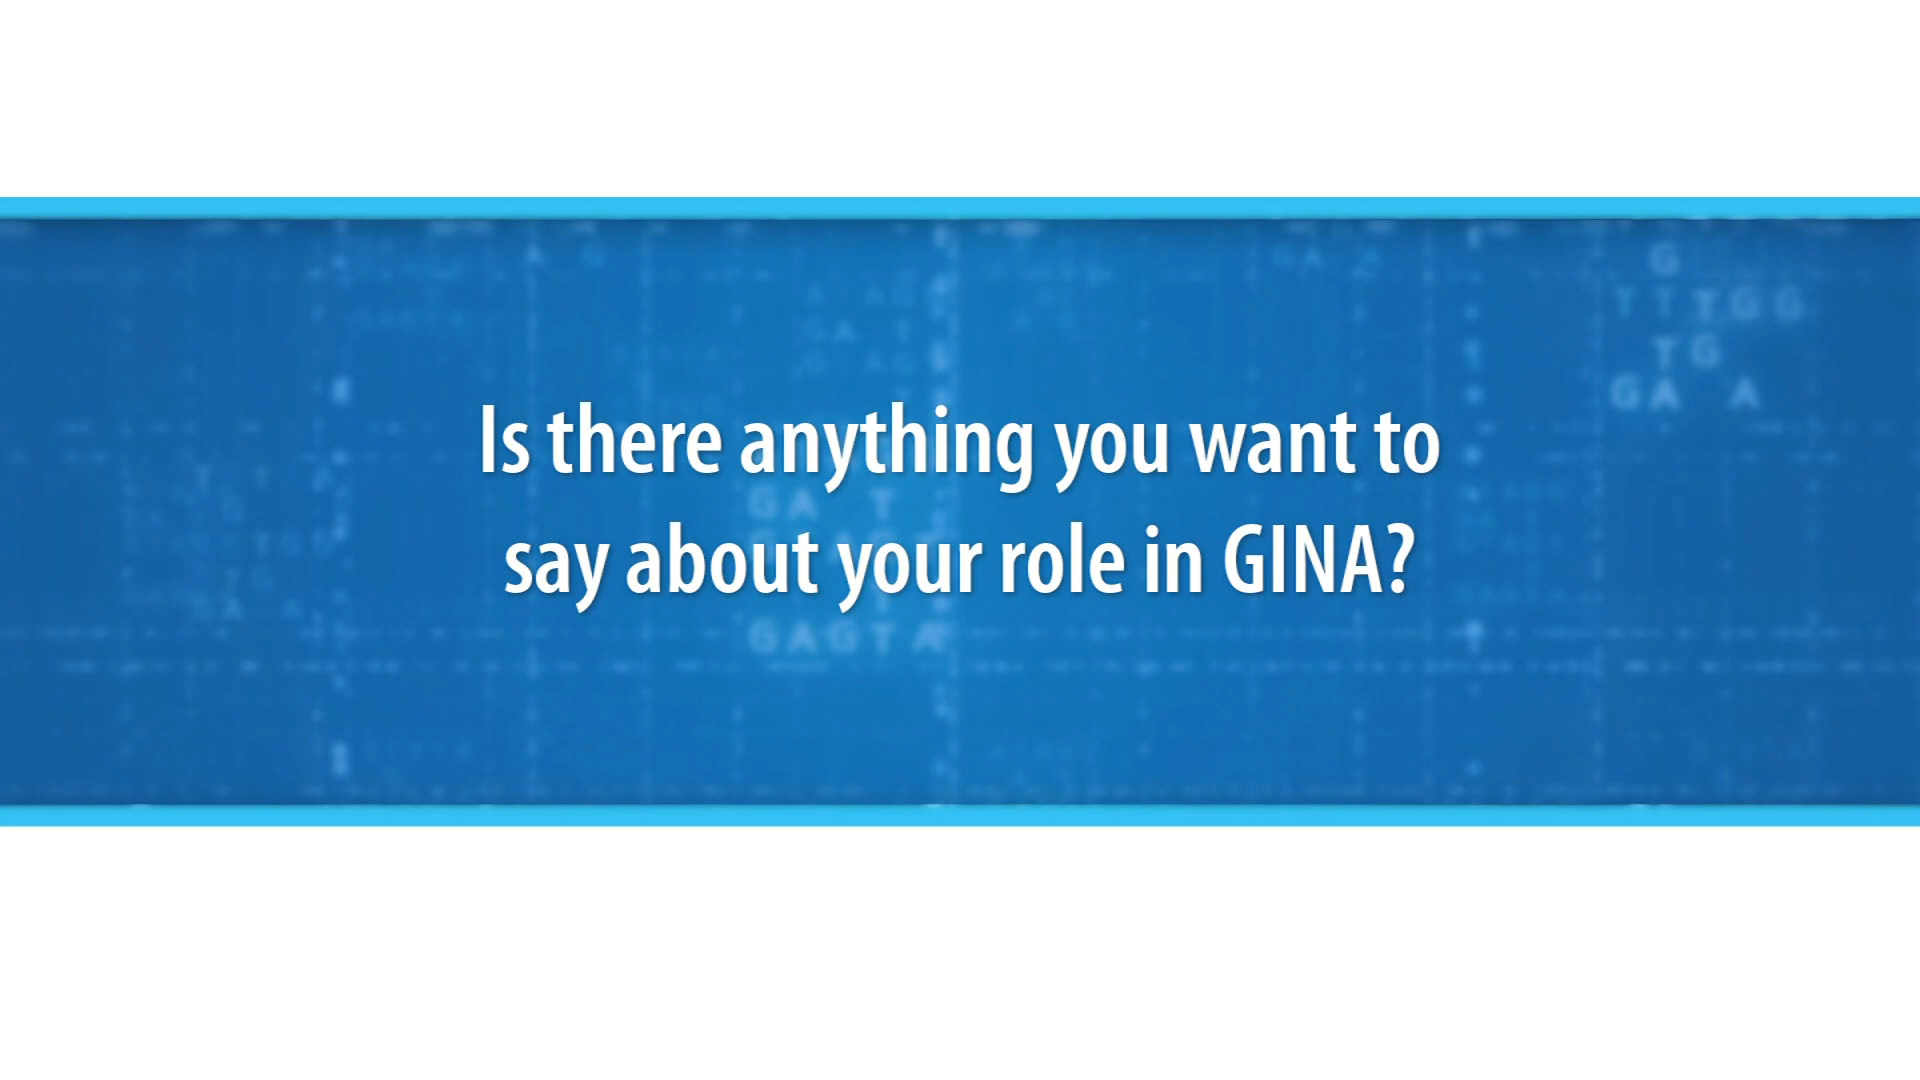 Is there anything you want to
say about your role in GINA?
G
T T T G G
T G
G A A
G A T
G A G T A